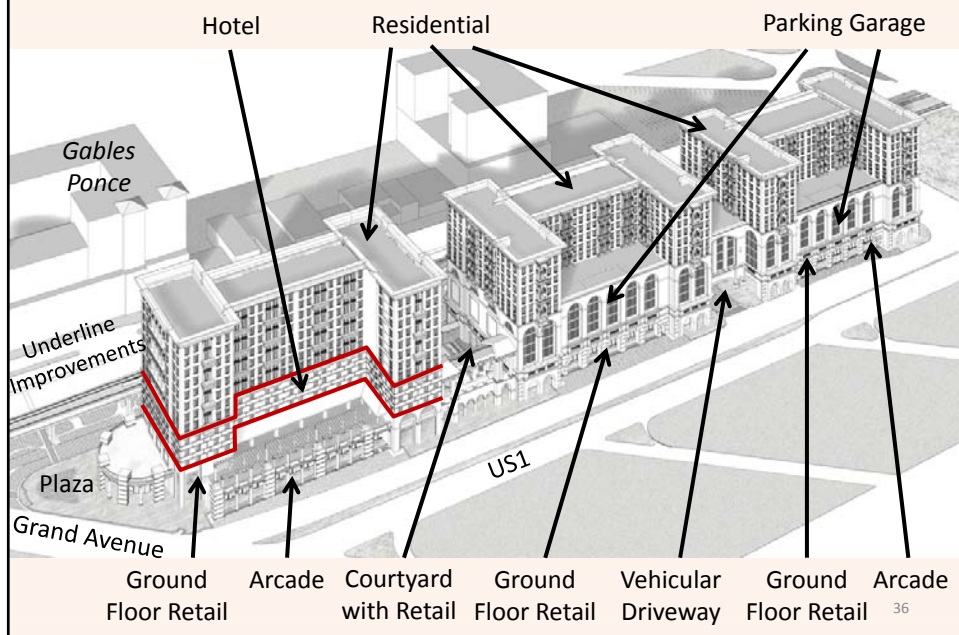 Hotel
Residential
Parking Garage
Gables
Ponce
Underline
Improvements
Plaza
US1
Grand Avenue
Ground
Floor Retail
Arcade
Courtyard
with Retail
Ground
Floor Retail
Vehicular
Driveway
Ground
Floor Retail
Arcade
36